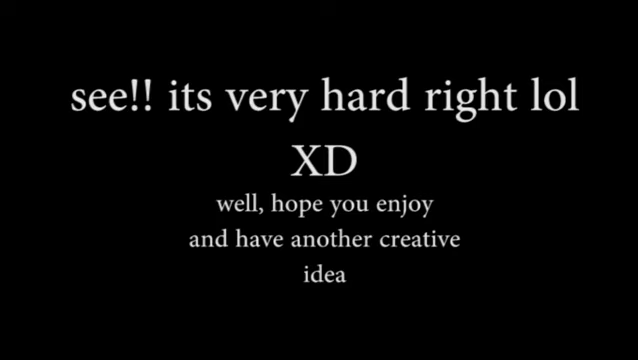 see!! its very hard right lol
XD
well, hope you enjoy
and have another creative
idea